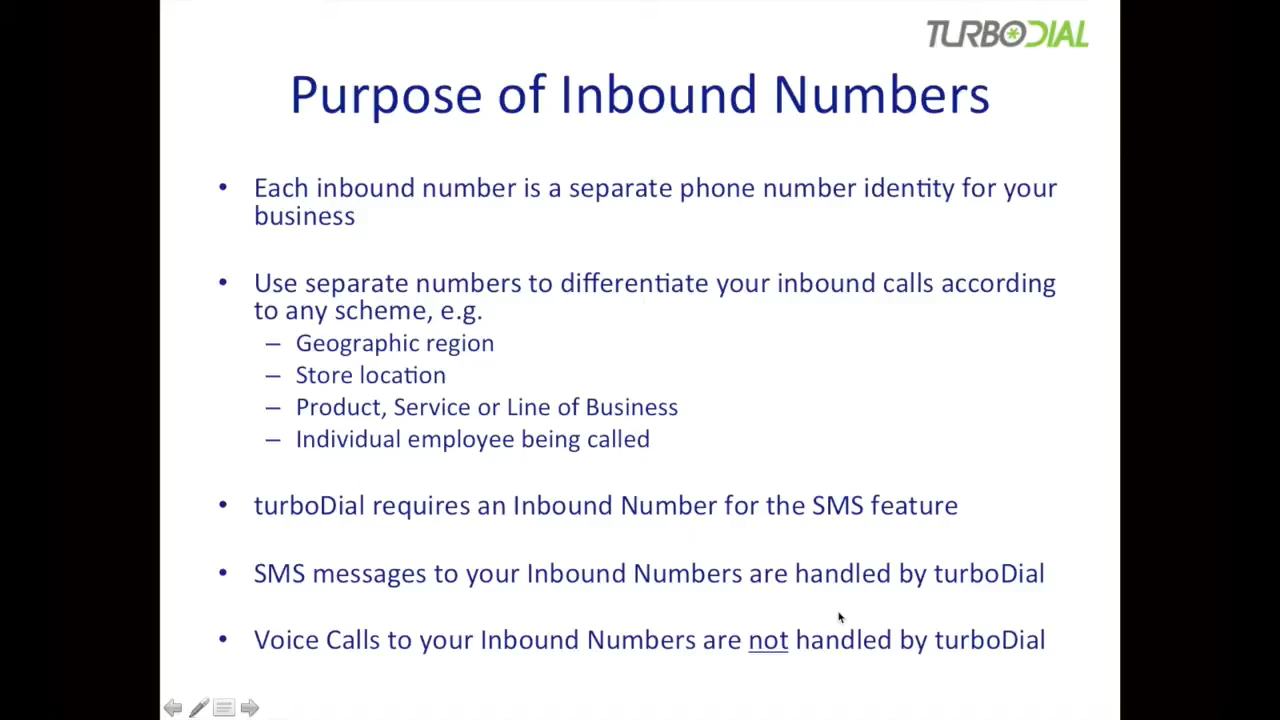 TURBODIAL
Purpose of Inbound Numbers
• Each inbound number is a separate phone number identity for your
business
• Use separate numbers to differentiate your inbound calls according
to any scheme, e.g.
– Geographic region
– Store location
– Product, Service or Line of Business
– Individual employee being called
• turboDial requires an Inbound Number for the SMS feature
• SMS messages to your Inbound Numbers are handled by turboDial
• Voice Calls to your Inbound Numbers are not handled by turboDial